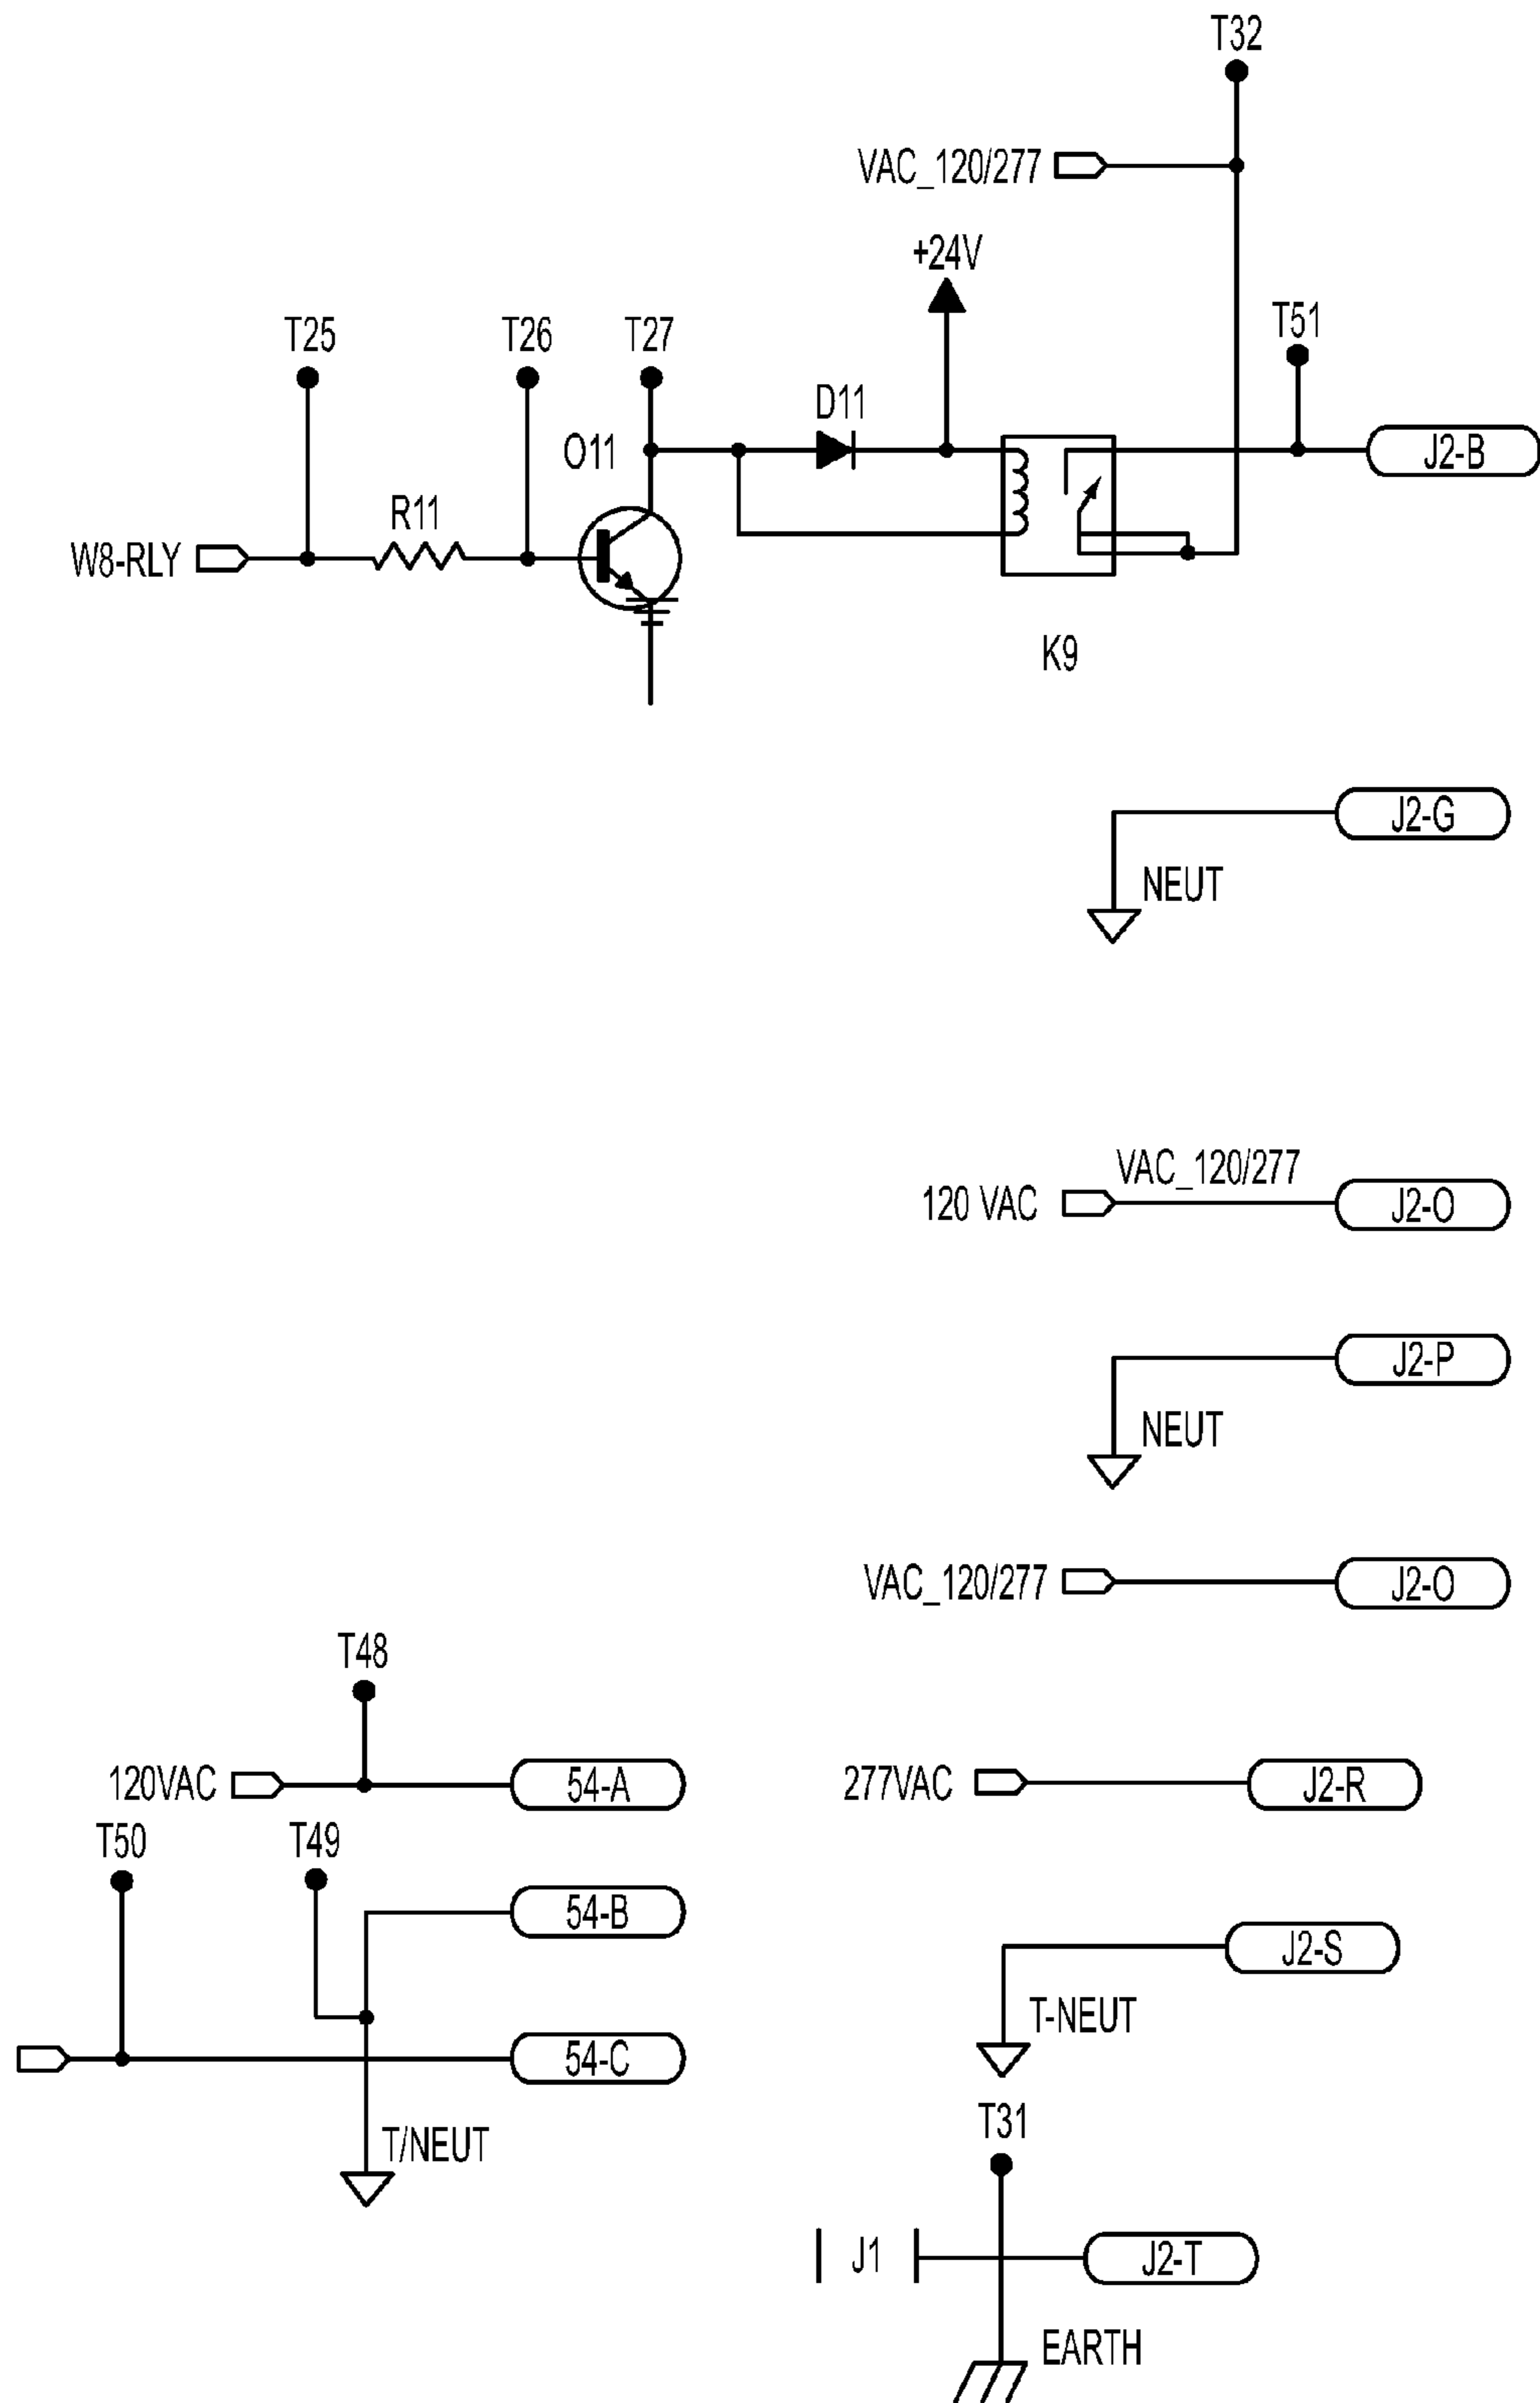 T32
VAC_120/277
+24V
T25
T26
T27
T51
D11
O11
J2-B
R11
W8-RLY
K9
J2-G
NEUT
VAC_120/277
120 VAC
J2-O
J2-P
NEUT
VAC_120/277
J2-O
T48
120VAC
54-A
277VAC
J2-R
T50
T49
54-B
J2-S
T-NEUT
54-C
T31
T/NEUT
J1
J2-T
EARTH